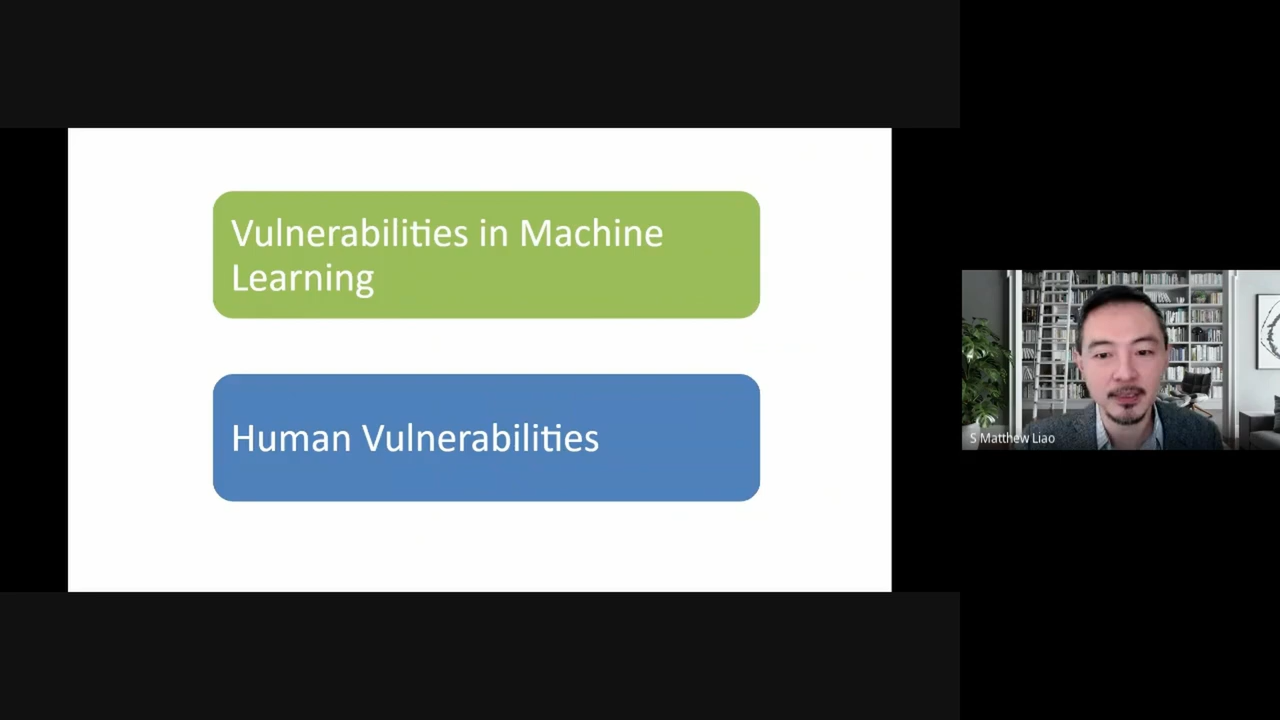 Vulnerabilities in Machine
Learning
Human Vulnerabilities
S Matthew Liao